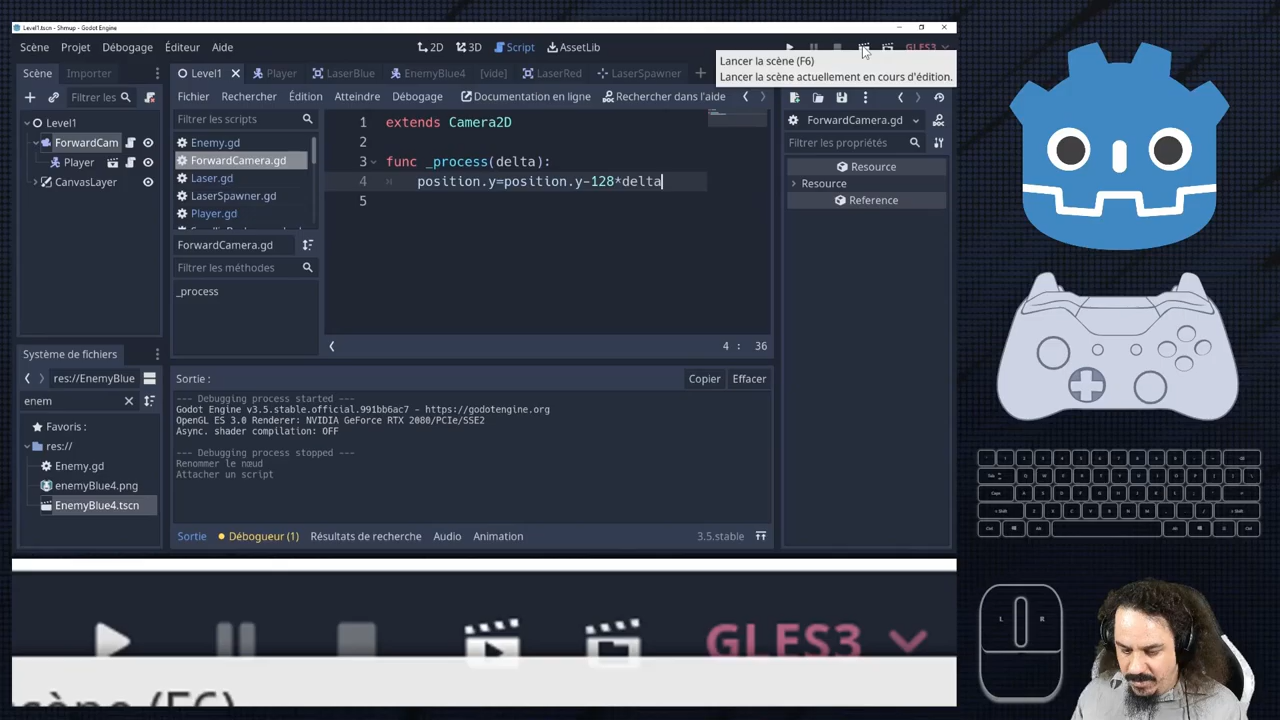 Level1.tscn - Shmup - Godot Engine
Scène Projet Débogage Éditeur Aide
2D 3D Script AssetLib
GLES3
Lancer la scène (F6)
Lancer la scène actuellement en cours d'édition.
Scène Importer
Level1 Player LaserBlue EnemyBlue4 [vide] LaserRed LaserSpawner
Filtrer les
Fichier Rechercher Édition Atteindre Débogage Documentation en ligne Rechercher dans l'aide
Level1
ForwardCam
Player
CanvasLayer
Filtrer les scripts
Enemy.gd
ForwardCamera.gd
Laser.gd
LaserSpawner.gd
Player.gd
ForwardCamera.gd
Filtrer les méthodes
_process
1 extends Camera2D
2
3 func _process(delta):
4 position.y=position.y-128*delta
5
4 : 36
ForwardCamera.gd
Filtrer les propriétés
Resource
Resource
Reference
Système de fichiers
res://EnemyBlue
enem
Favoris :
res://
Enemy.gd
enemyBlue4.png
EnemyBlue4.tscn
Sortie :
Copier Effacer
--- Debugging process started ---
Godot Engine v3.5.stable.official.991bb6ac7 - https://godotengine.org
OpenGL ES 3.0 Renderer: NVIDIA GeForce RTX 2080/PCIe/SSE2
Async. shader compilation: OFF
--- Debugging process stopped ---
Renommer le nœud
Attacher un script
Sortie Débogueur (1) Résultats de recherche Audio Animation 3.5.stable
GLES3
scène (F6)
L R